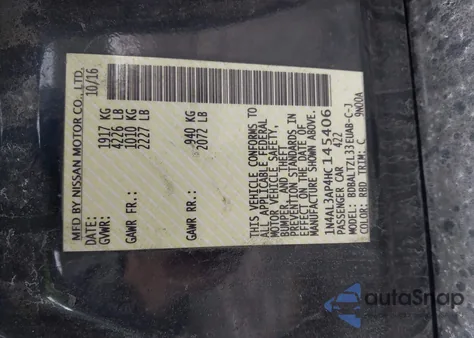 MFD BY NISSAN MOTOR CO., LTD.
DATE: 10/16
GVWR: 1917 KG
4226 LB
GAWR FR.: 1010 KG
2227 LB
GAWR RR.: 940 KG
2072 LB
THIS VEHICLE CONFORMS TO
ALL APPLICABLE FEDERAL
MOTOR VEHICLE SAFETY,
BUMPER AND THEFT
PREVENTION STANDARDS IN
EFFECT ON THE DATE OF
MANUFACTURE SHOWN ABOVE.
1N4AL3AP4HC145406
PASSENGER CAR
COLOR: RBD TRIM: C
9N00A
autoSnap